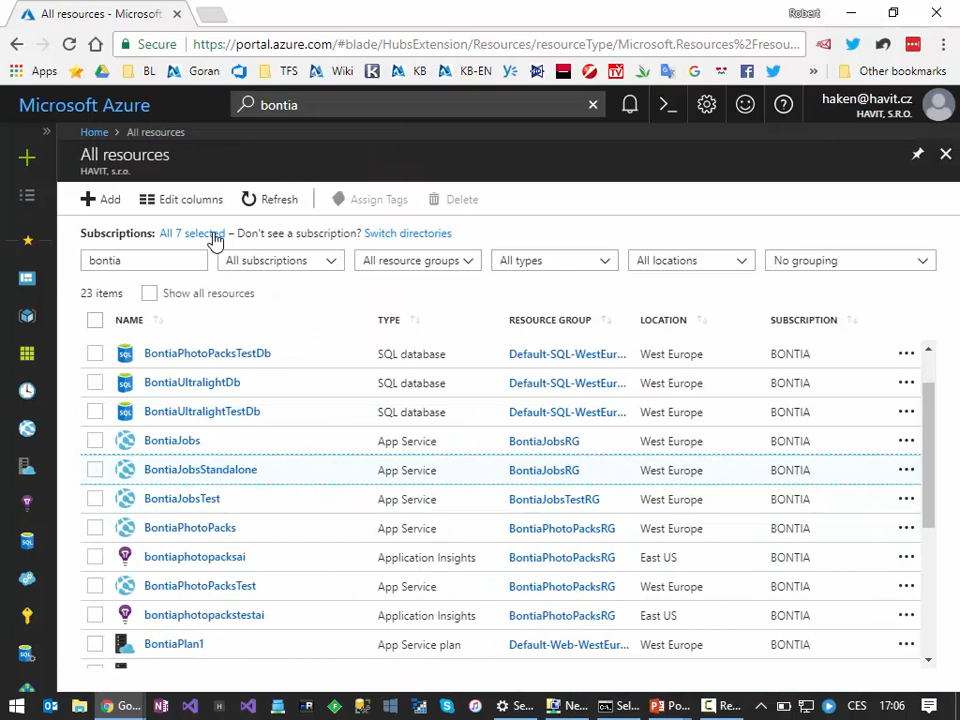 All resources - Microsoft
Robert
Secure
https://portal.azure.com/#blade/HubsExtension/Resources/resourceType/Microsoft.Resources%2Fresou...
Apps
BL
Goran
TFS
Wiki
KB
KB-EN
»
Other bookmarks
Microsoft Azure
bontia
haken@havit.cz
HAVIT, S.R.O.
Home > All resources
All resources
HAVIT, s.r.o.
Add
Edit columns
Refresh
Assign Tags
Delete
Subscriptions: All 7 selected – Don't see a subscription? Switch directories
bontia
All subscriptions
All resource groups
All types
All locations
No grouping
23 items
Show all resources
NAME TYPE RESOURCE GROUP LOCATION SUBSCRIPTION
BontiaPhotoPacksTestDb SQL database Default-SQL-WestEur... West Europe BONTIA
BontiaUltralightDb SQL database Default-SQL-WestEur... West Europe BONTIA
BontiaUltralightTestDb SQL database Default-SQL-WestEur... West Europe BONTIA
BontiaJobs App Service BontiaJobsRG West Europe BONTIA
BontiaJobsStandalone App Service BontiaJobsRG West Europe BONTIA
BontiaJobsTest App Service BontiaJobsTestRG West Europe BONTIA
BontiaPhotoPacks App Service BontiaPhotoPacksRG West Europe BONTIA
bontiaphotopacksai Application Insights BontiaPhotoPacksRG East US BONTIA
BontiaPhotoPacksTest App Service BontiaPhotoPacksRG West Europe BONTIA
bontiaphotopackstestai Application Insights BontiaPhotoPacksRG East US BONTIA
BontiaPlan1 App Service plan Default-Web-WestEur... West Europe BONTIA
Go...
Se...
Ne...
Sel...
Po...
Re...
CES
17:06